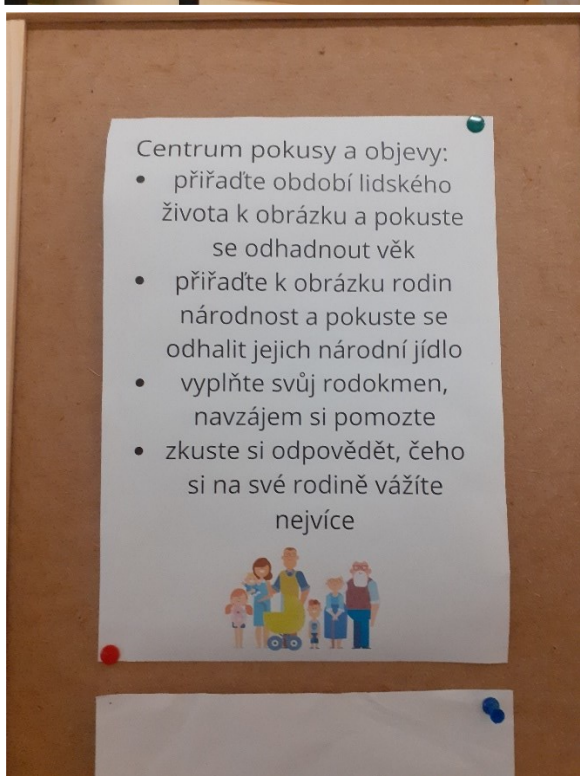 Centrum pokusy a objevy:
• přiřaďte období lidského
života k obrázku a pokuste
se odhadnout věk
• přiřaďte k obrázku rodin
národnost a pokuste se
odhalit jejich národní jídlo
• vyplňte svůj rodokmen,
navzájem si pomozte
• zkuste si odpovědět, čeho
si na své rodině vážíte
nejvíce